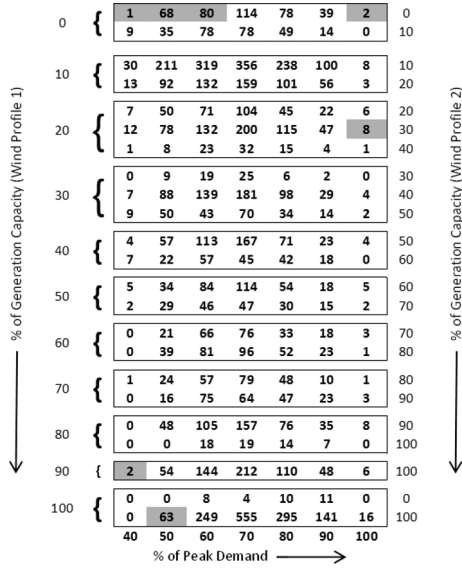 % of Generation Capacity (Wind Profile 1)
% of Generation Capacity (Wind Profile 2)
0 { 1 68 80 114 78 39 2 0
9 35 78 78 49 14 0 10
10 { 30 211 319 356 238 100 8 10
13 92 132 159 101 56 3 20
20 { 7 50 71 104 45 22 6 20
12 78 132 200 115 47 8 30
1 8 23 32 15 4 1 40
30 { 0 9 19 25 6 2 0 30
7 88 139 181 98 29 4 40
9 50 43 70 34 14 2 50
40 { 4 57 113 167 71 23 4 50
7 22 57 45 42 18 0 60
50 { 5 34 84 114 54 18 5 60
2 29 46 47 30 15 2 70
60 { 0 21 66 76 33 18 3 70
0 39 81 96 52 23 1 80
70 { 1 24 57 79 48 10 1 80
0 16 75 64 47 23 3 90
80 { 0 48 105 157 76 35 8 90
0 0 18 19 14 7 0 100
90 { 2 54 144 212 110 48 6 100
100 { 0 0 8 4 10 11 0 0
0 63 249 555 295 141 16 100
40 50 60 70 80 90 100
% of Peak Demand